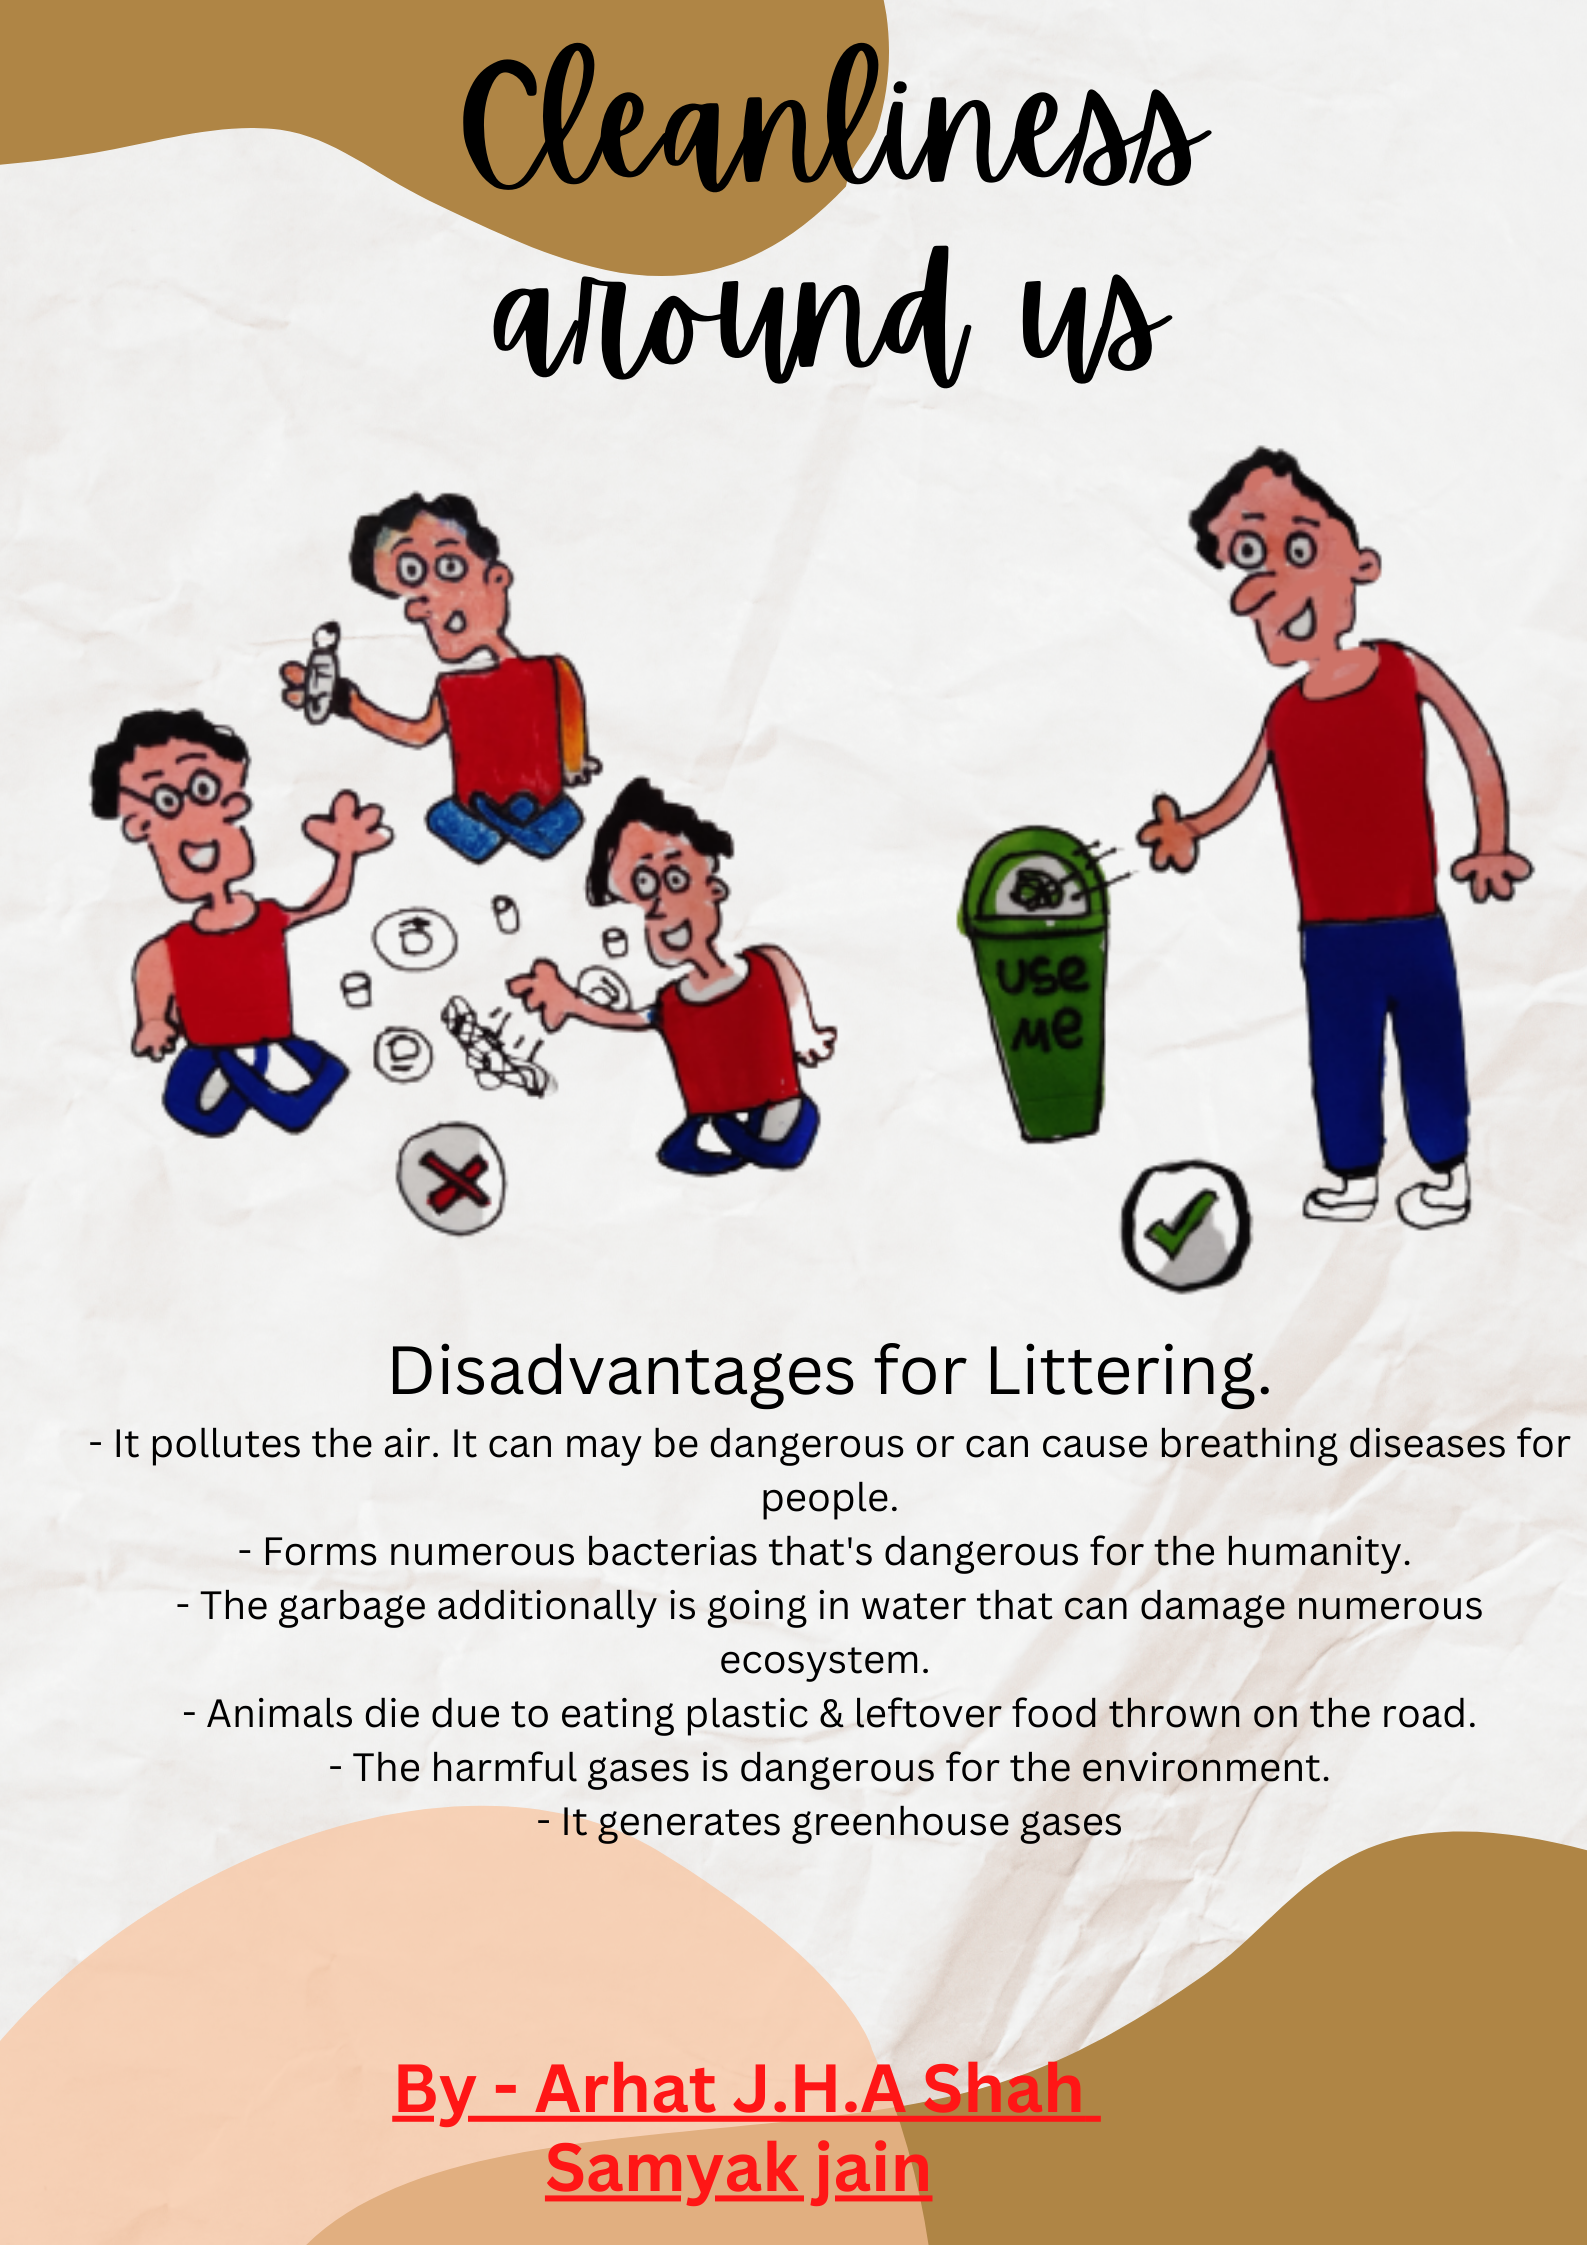 Cleanliness
around us
USE
ME
Disadvantages for Littering.
- It pollutes the air. It can may be dangerous or can cause breathing diseases for
people.
- Forms numerous bacterias that's dangerous for the humanity.
- The garbage additionally is going in water that can damage numerous
ecosystem.
- Animals die due to eating plastic & leftover food thrown on the road.
- The harmful gases is dangerous for the environment.
- It generates greenhouse gases
By - Arhat J.H.A Shah
Samyak jain